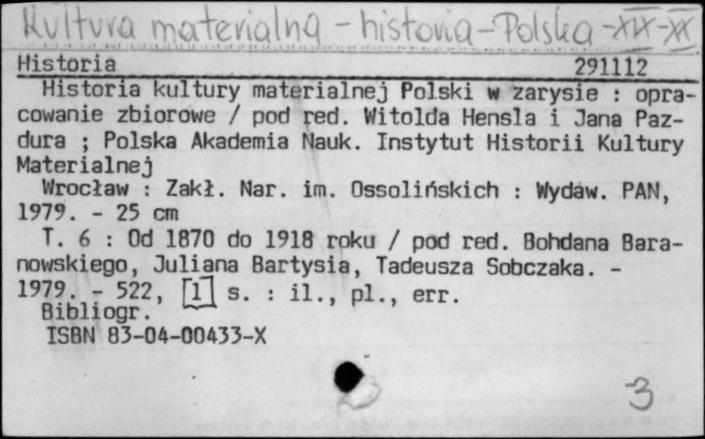 Kultura materialna - historia - Polska - XIX-XX
Historia 291112
Historia kultury materialnej Polski w zarysie : opra-
cowanie zbiorowe / pod red. Witolda Hensla i Jana Paz-
dura ; Polska Akademia Nauk. Instytut Historii Kultury
Materialnej
Wrocław : Zakł. Nar. im. Ossolińskich : Wydaw. PAN,
1979. - 25 cm
T. 6 : Od 1870 do 1918 roku / pod red. Bohdana Bara-
nowskiego, Juliana Bartysia, Tadeusza Sobczaka. -
1979. - 522, [1] s. : il., pl., err.
Bibliogr.
ISBN 83-04-00433-X
3